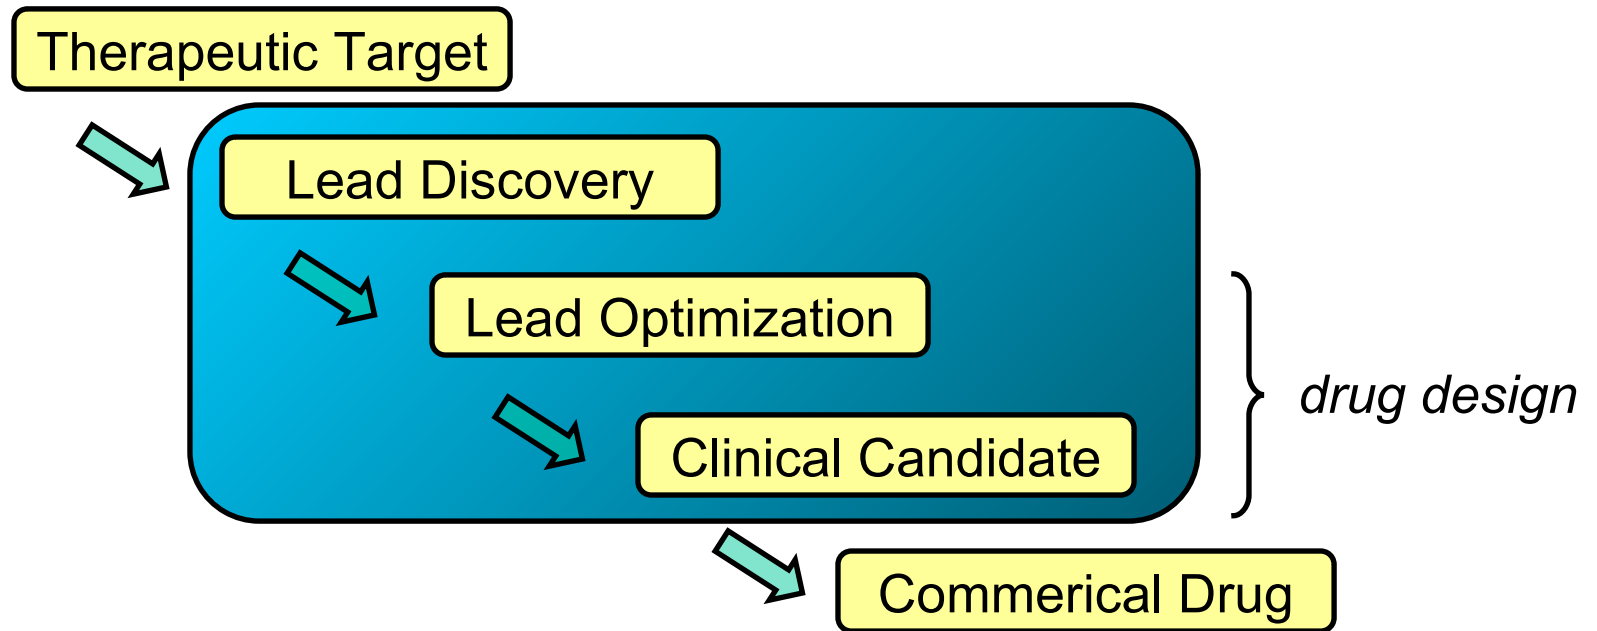 Therapeutic Target
Lead Discovery
Lead Optimization
drug design
Clinical Candidate
Commerical Drug